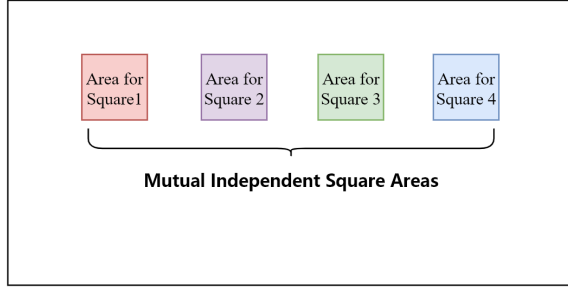 Area for
Square1
Area for
Square 2
Area for
Square 3
Area for
Square 4
Mutual Independent Square Areas